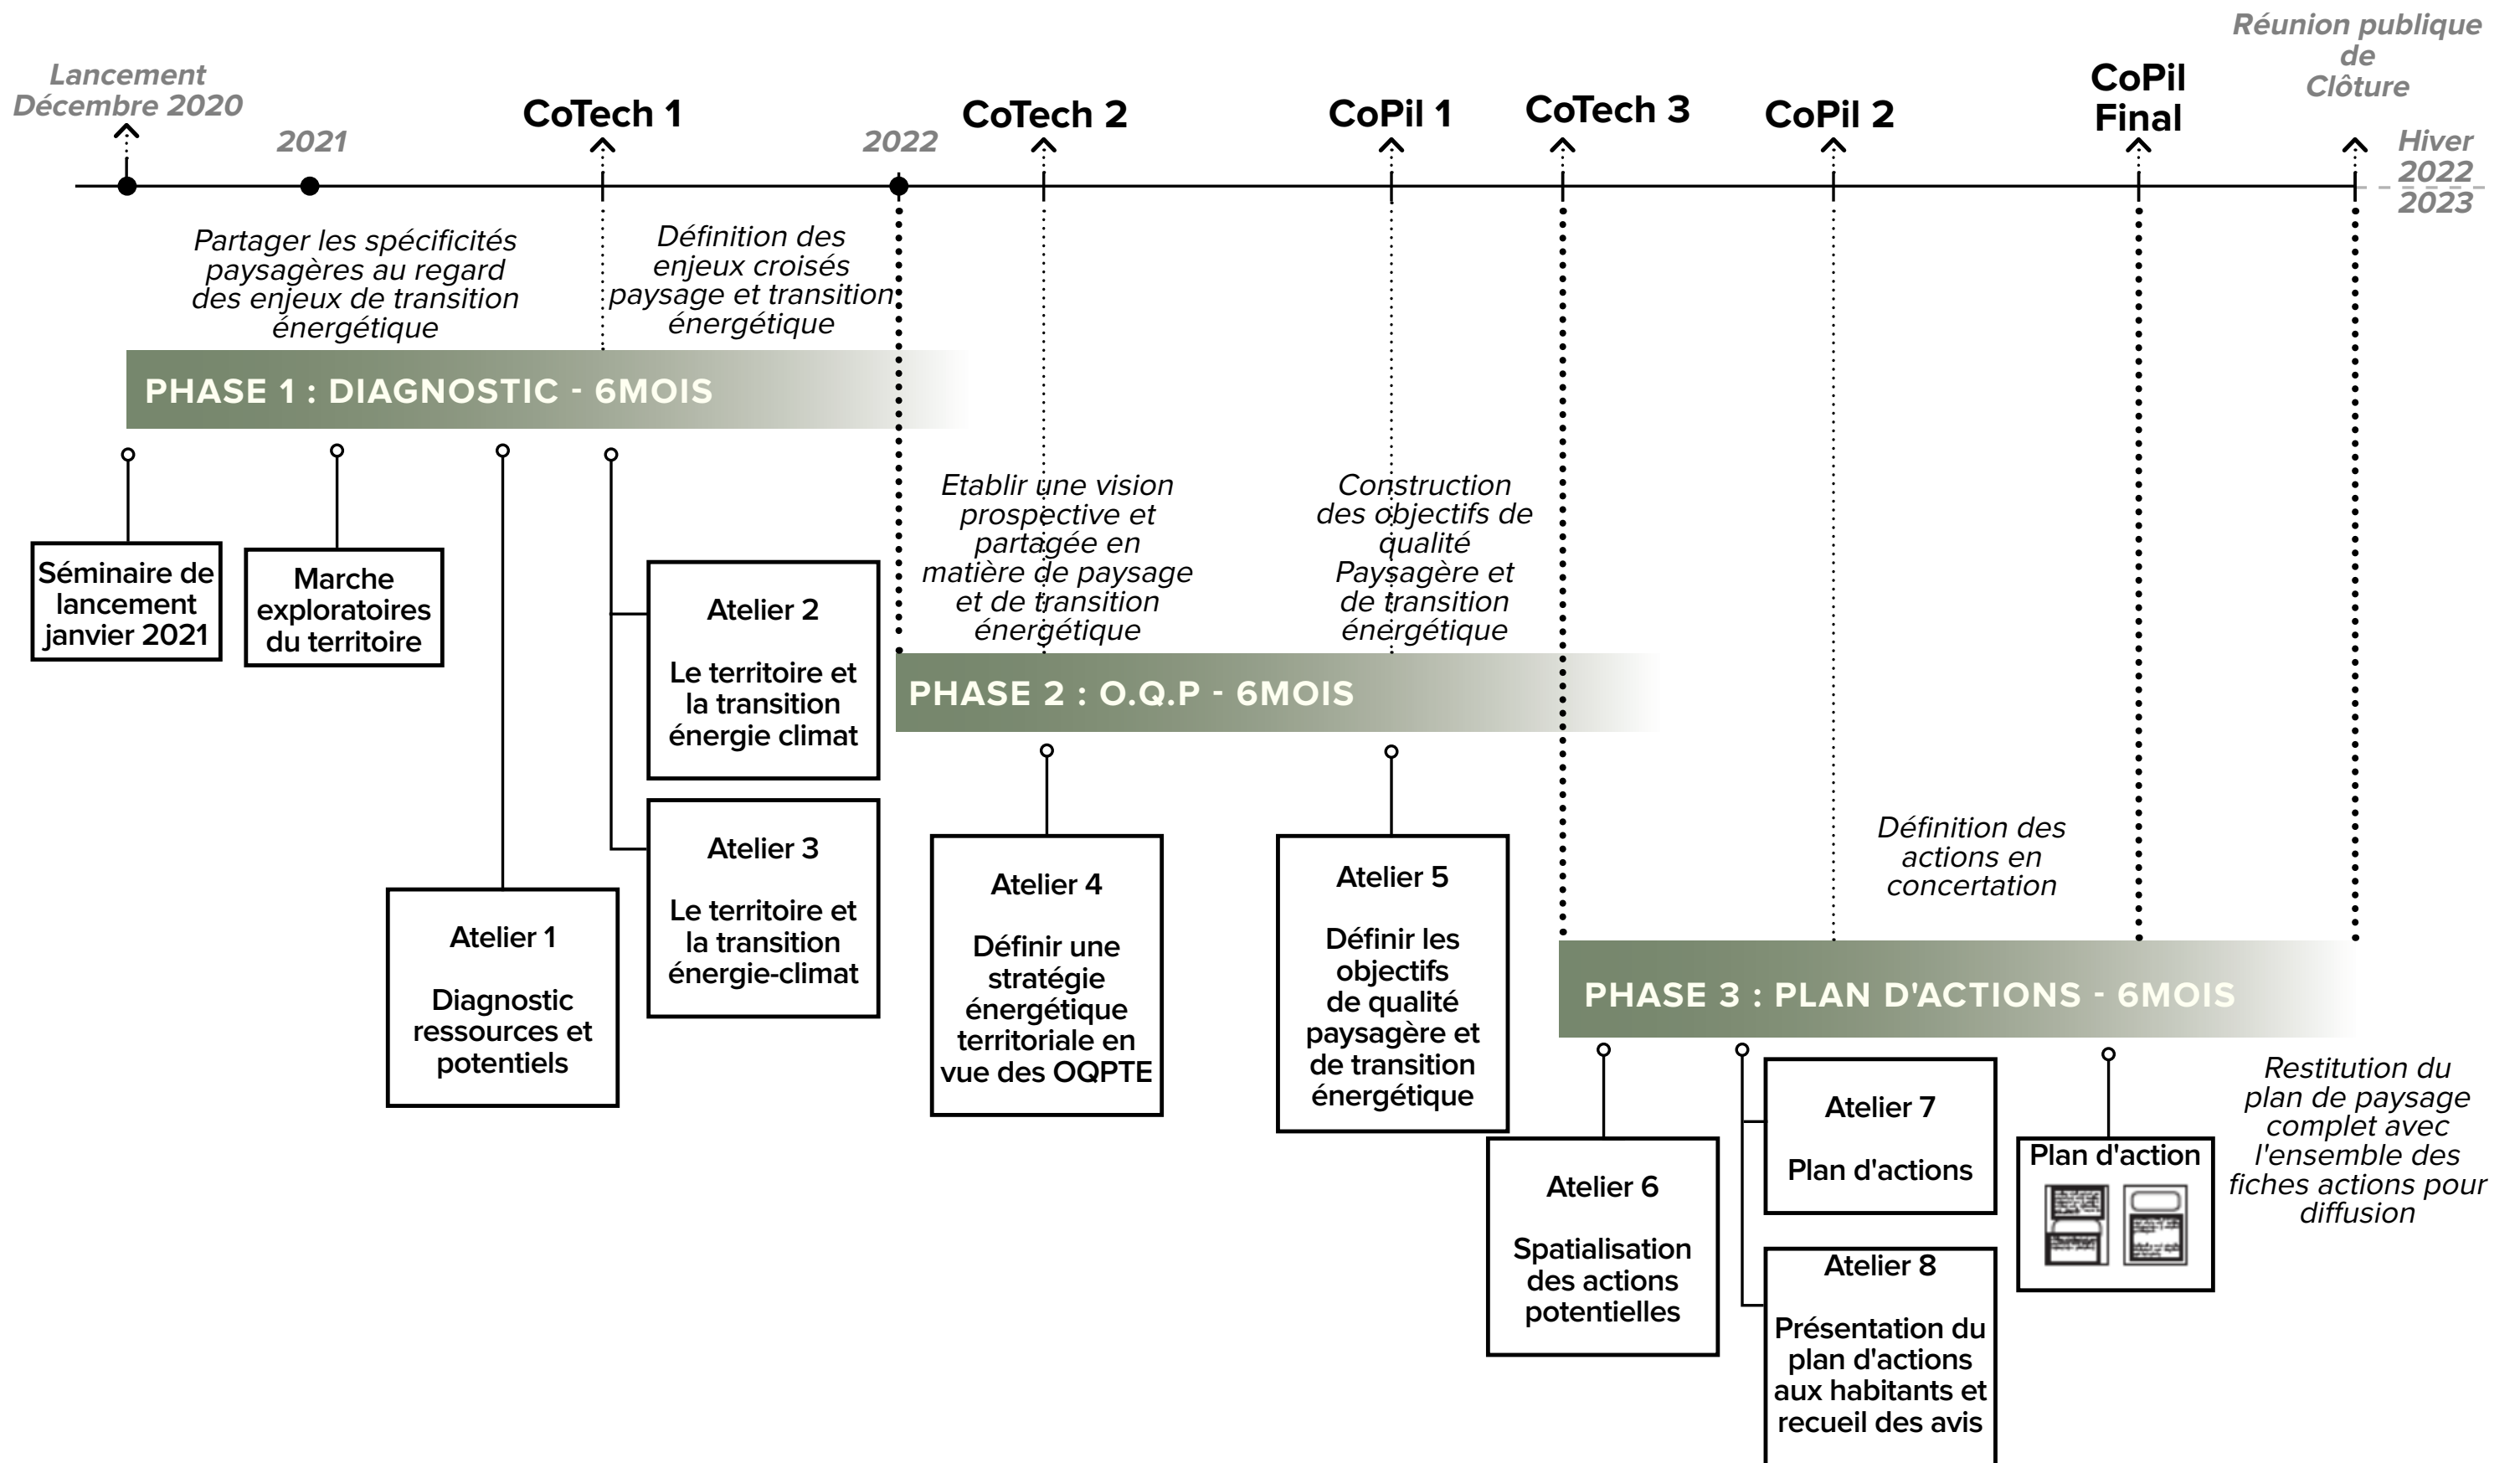 Lancement
Décembre 2020
2021
CoTech 1
2022
CoTech 2
CoPil 1
CoTech 3
CoPil 2
CoPil
Final
Réunion publique
de
Clôture
Hiver
2022
2023
Partager les spécificités
paysagères au regard
des enjeux de transition
énergétique
Définition des
enjeux croisés
paysage et transition
énergétique
PHASE 1 : DIAGNOSTIC - 6MOIS
Séminaire de
lancement
janvier 2021
Marche
exploratoires
du territoire
Atelier 1
Diagnostic
ressources et
potentiels
Atelier 2
Le territoire et
la transition
énergie climat
Atelier 3
Le territoire et
la transition
énergie-climat
Etablir une vision
prospective et
partagée en
matière de paysage
et de transition
énergétique
Construction
des objectifs de
qualité
Paysagère et
de transition
énergétique
PHASE 2 : O.Q.P - 6MOIS
Atelier 4
Définir une
stratégie
énergétique
territoriale en
vue des OQPTE
Atelier 5
Définir les
objectifs
de qualité
paysagère et
de transition
énergétique
Définition des
actions en
concertation
PHASE 3 : PLAN D'ACTIONS - 6MOIS
Atelier 6
Spatialisation
des actions
potentielles
Atelier 7
Plan d'actions
Atelier 8
Présentation du
plan d'actions
aux habitants et
recueil des avis
Plan d'action
Restitution du
plan de paysage
complet avec
l'ensemble des
fiches actions pour
diffusion